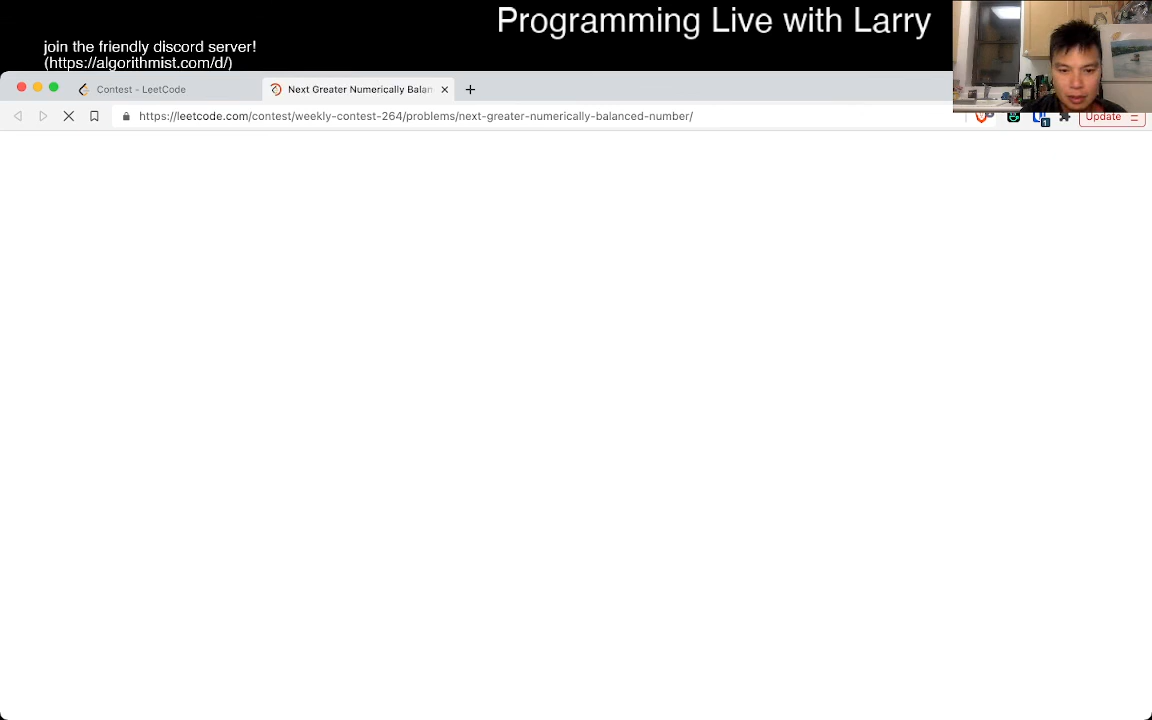 Programming Live with Larry
join the friendly discord server!
(https://algorithmist.com/d/)
Contest - LeetCode
Next Greater Numerically Balan
https://leetcode.com/contest/weekly-contest-264/problems/next-greater-numerically-balanced-number/
1
Update